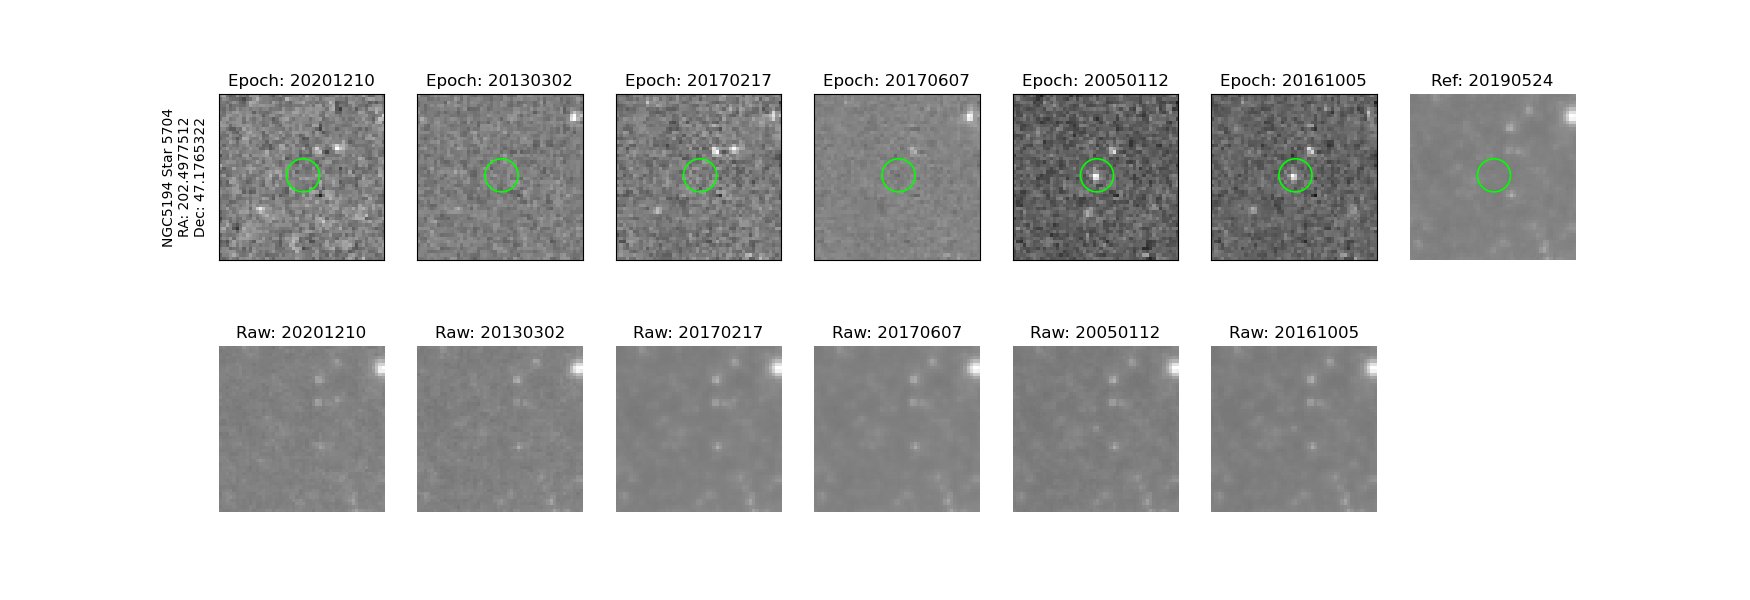 Epoch: 20201210
Epoch: 20130302
Epoch: 20170217
Epoch: 20170607
Epoch: 20050112
Epoch: 20161005
Ref: 20190524
NGC5194 Star 5704
RA: 202.4977512
Dec: 47.1765322
Raw: 20201210
Raw: 20130302
Raw: 20170217
Raw: 20170607
Raw: 20050112
Raw: 20161005